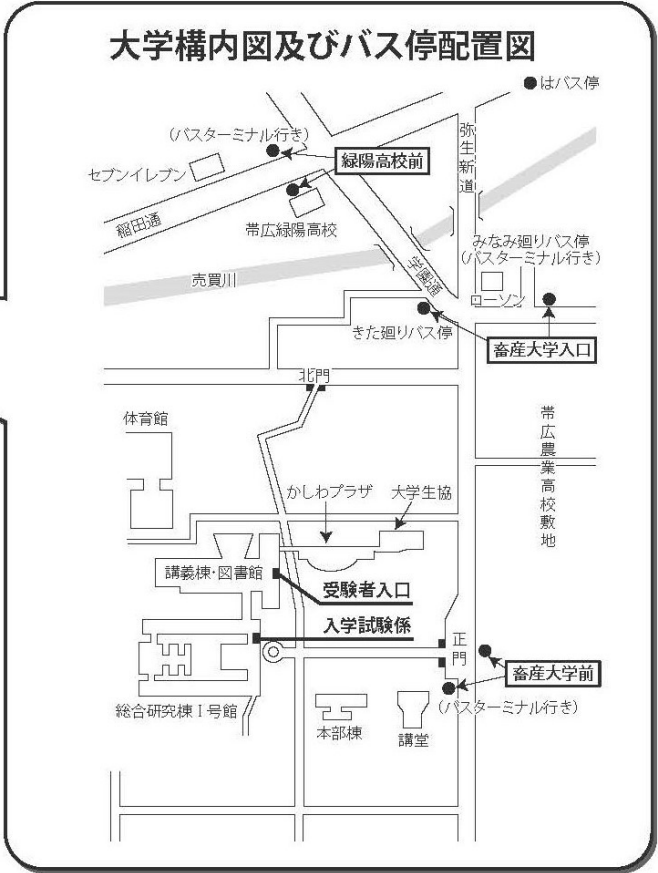 大学構内図及びバス停配置図
●はバス停
(バスターミナル行き)
緑陽高校前
弥生新道
セブンイレブン
稲田通
帯広緑陽高校
学園通
みなみ廻りバス停
(バスターミナル行き)
売買川
ローソン
きた廻りバス停
畜産大学入口
北門
体育館
帯広農業高校敷地
かしわプラザ
大学生協
講義棟・図書館
受験者入口
入学試験係
正門
畜産大学前
総合研究棟Ⅰ号館
(バスターミナル行き)
本部棟
講堂